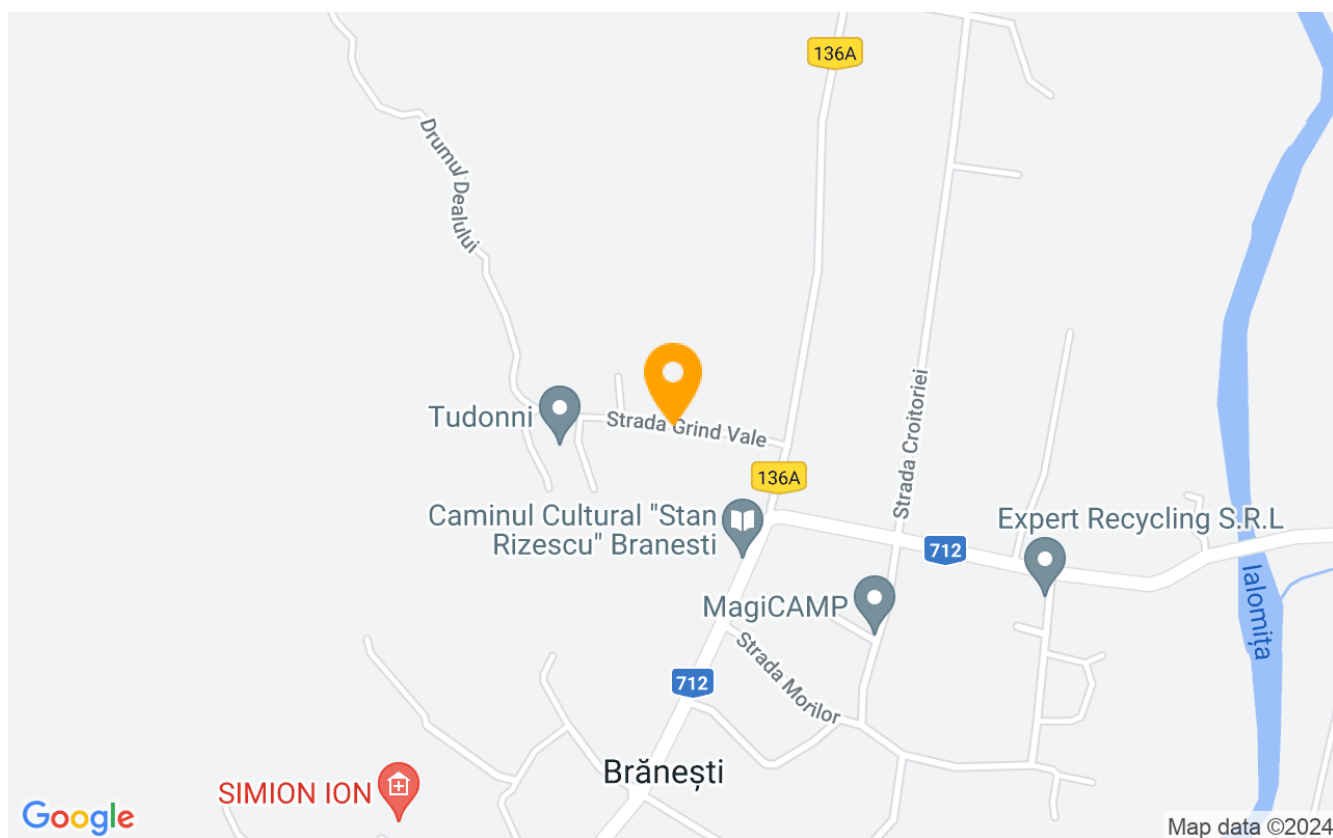 136A
Drumul Dealului
Tudonni
Strada Grind Vale
Strada Croitoriei
136A
Caminul Cultural "Stan
Rizescu" Branesti
Expert Recycling S.R.L
712
MagiCAMP
Ialomița
Strada Morilor
712
Brănești
SIMION ION
Google
Map data ©2024